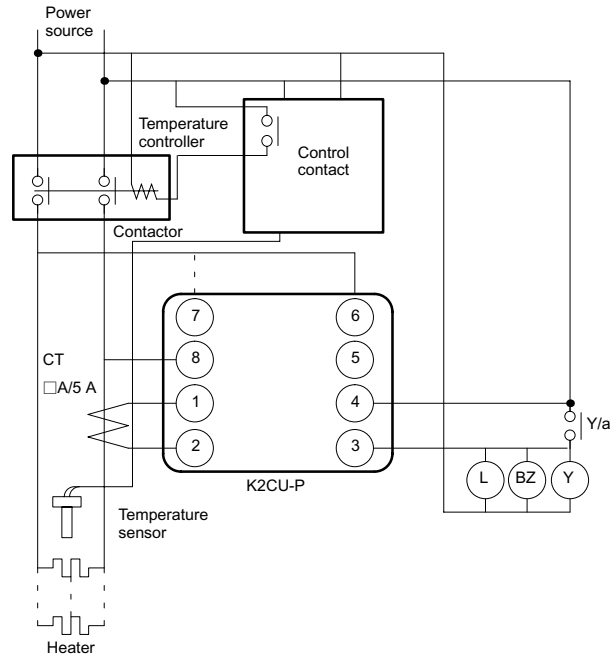 Power
source
Temperature
controller
Control
contact
Contactor
7
6
8
5
CT
□A/5 A
1
4
2
3
Y/a
L
BZ
Y
K2CU-P
Temperature
sensor
Heater